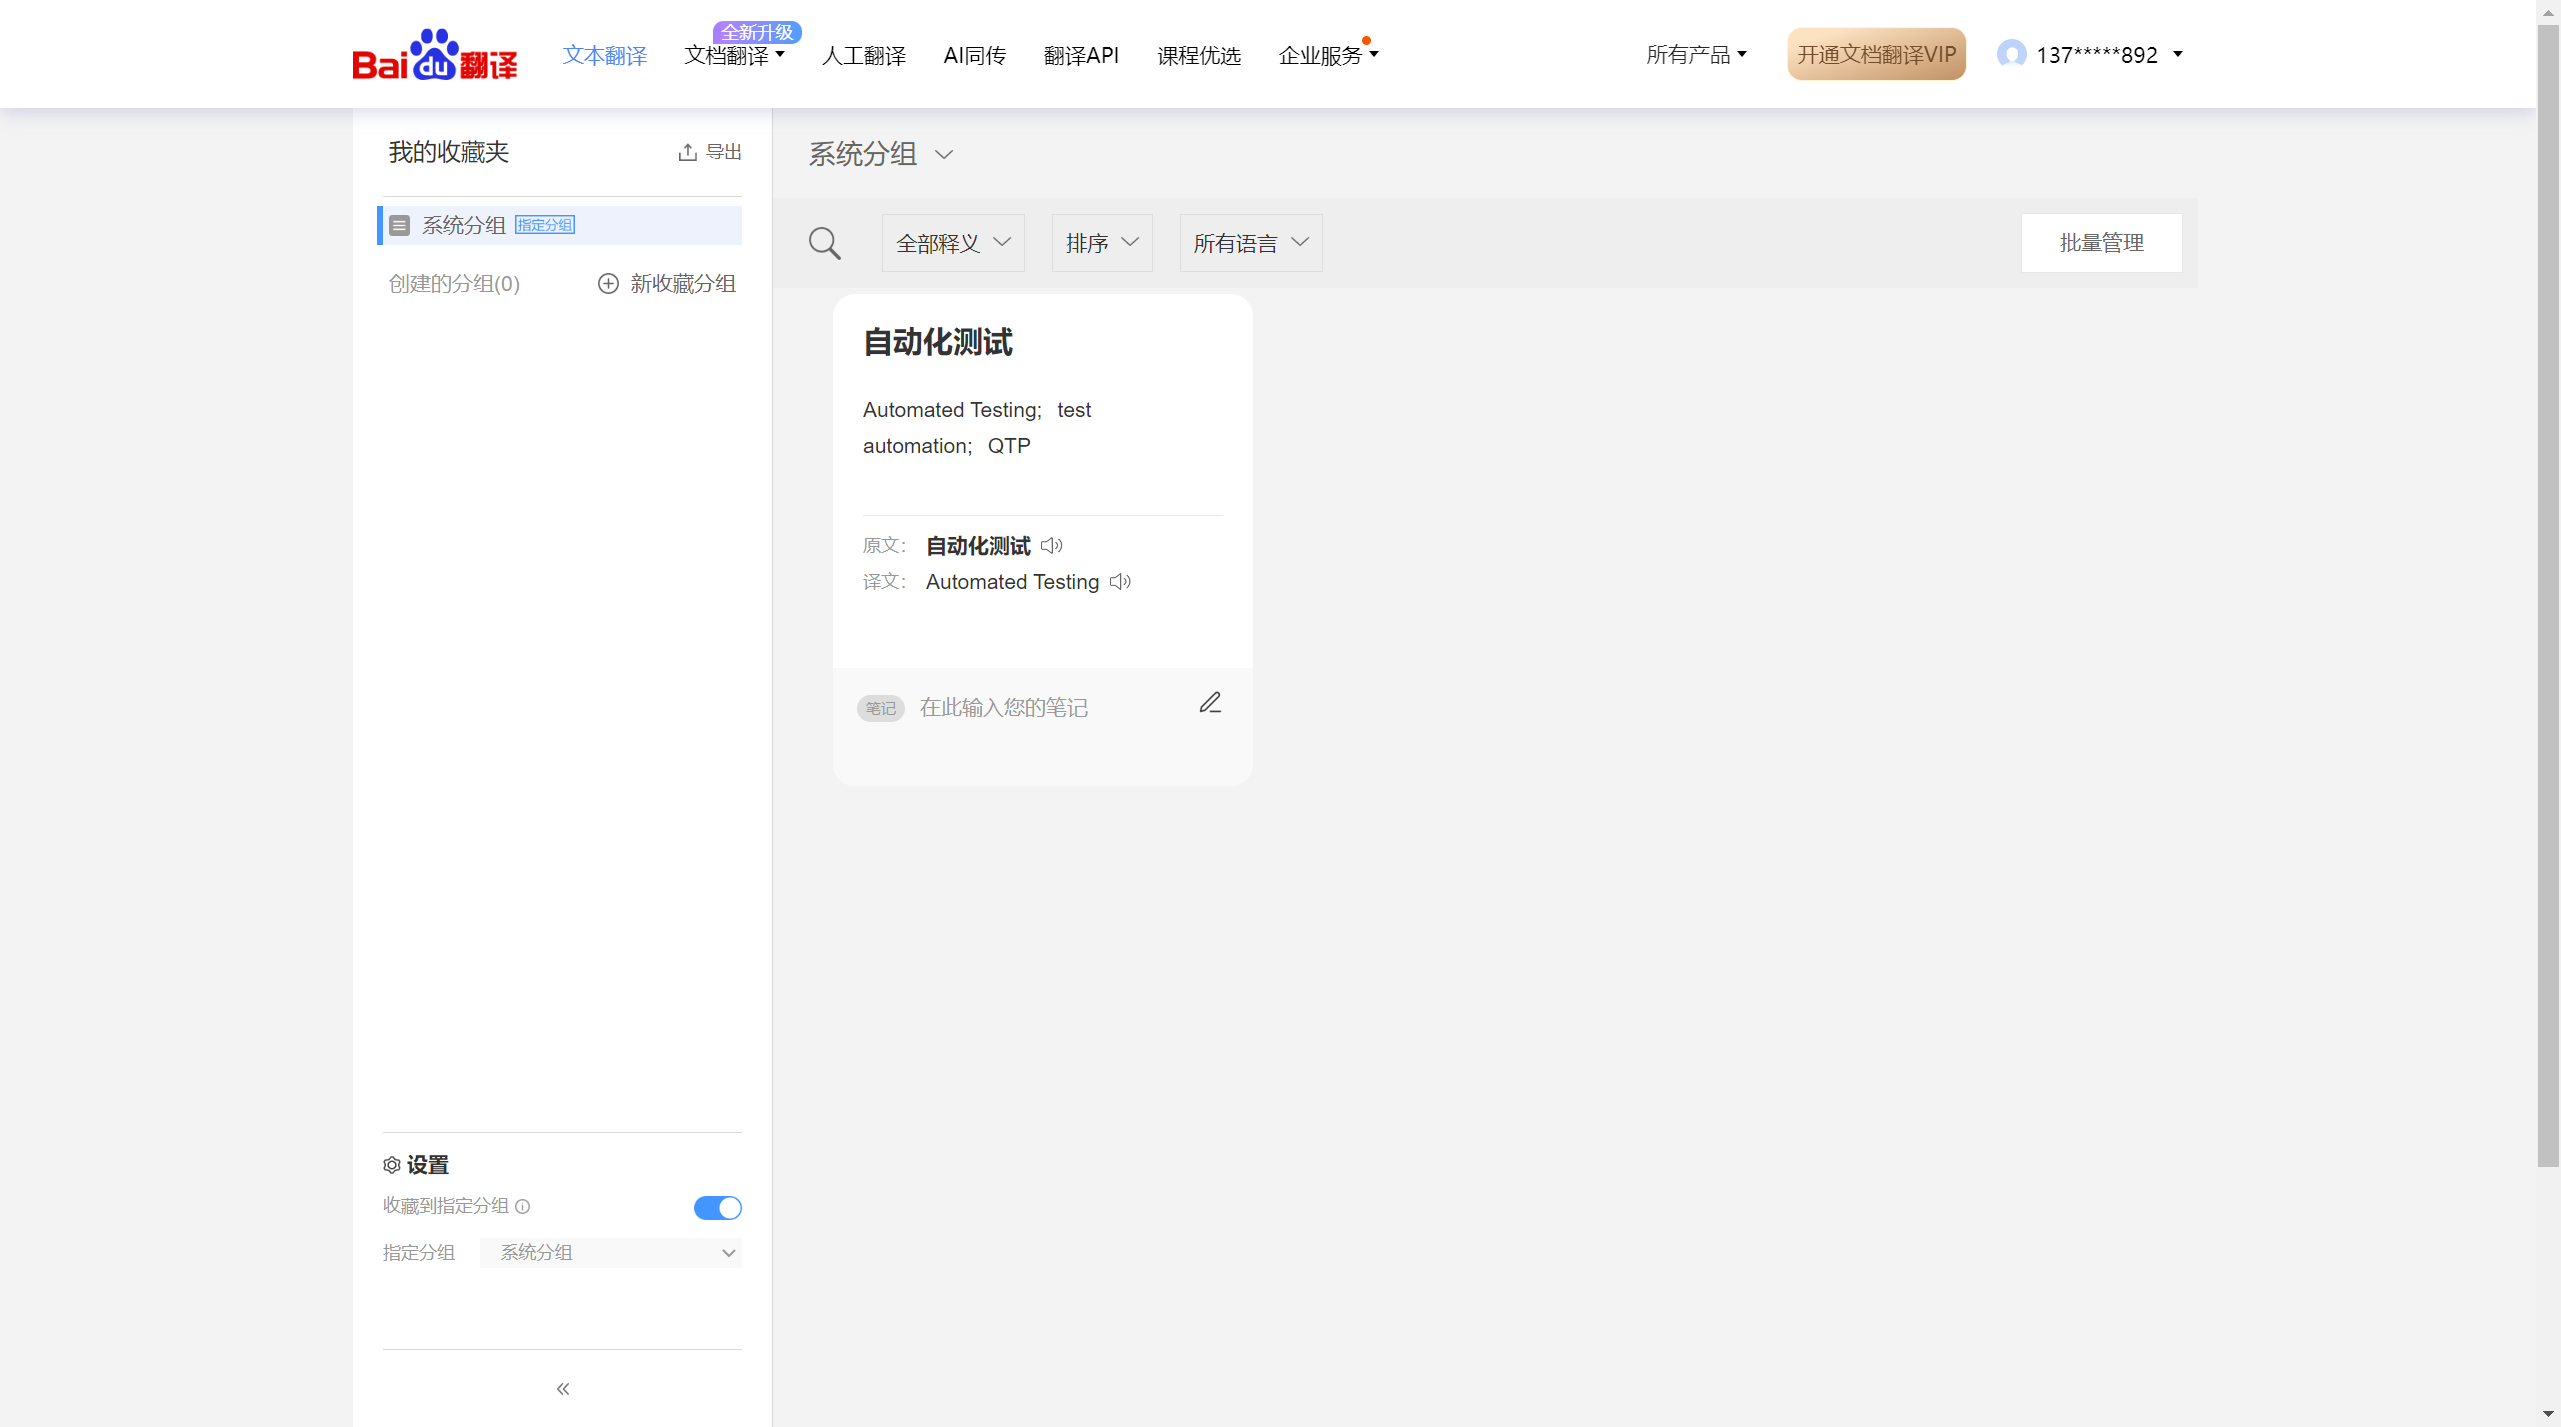 Bai du 翻译
文本翻译
文档翻译
全新升级
人工翻译
AI同传
翻译API
课程优选
企业服务
所有产品
开通文档翻译VIP
137*****892
我的收藏夹
导出
系统分组 指定分组
创建的分组(0)
新收藏分组
系统分组
全部释义
排序
所有语言
批量管理
自动化测试
Automated Testing; test
automation; QTP
原文: 自动化测试
译文: Automated Testing
笔记 在此输入您的笔记
设置
收藏到指定分组
指定分组 系统分组